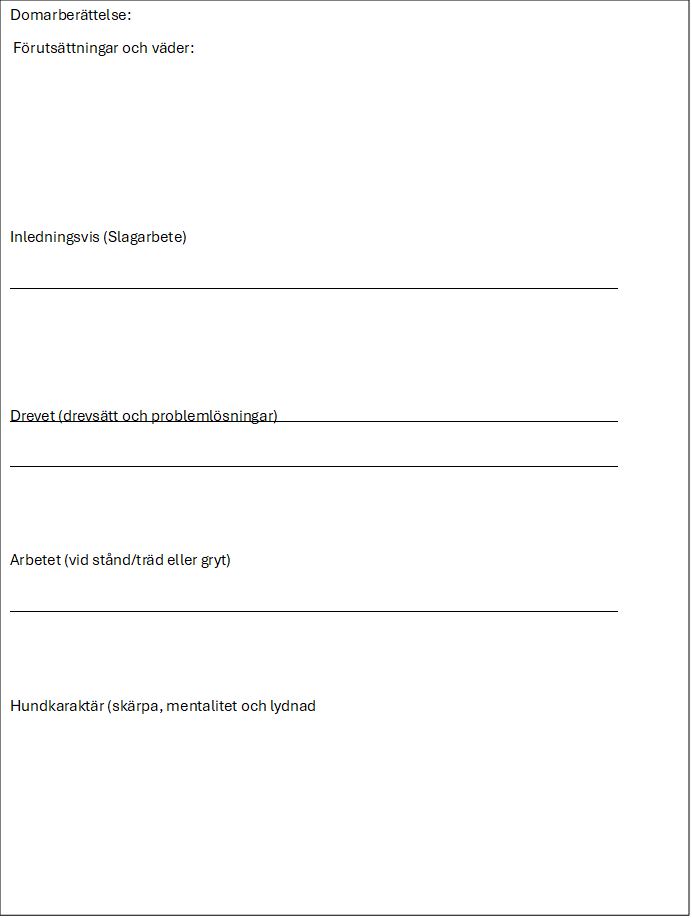 Domarberättelse:
Förutsättningar och väder:
Inledningsvis (Slagarbete)
Drevet (drevsätt och problemlösningar)
Arbetet (vid stånd/träd eller gryt)
Hundkaraktär (skärpa, mentalitet och lydnad